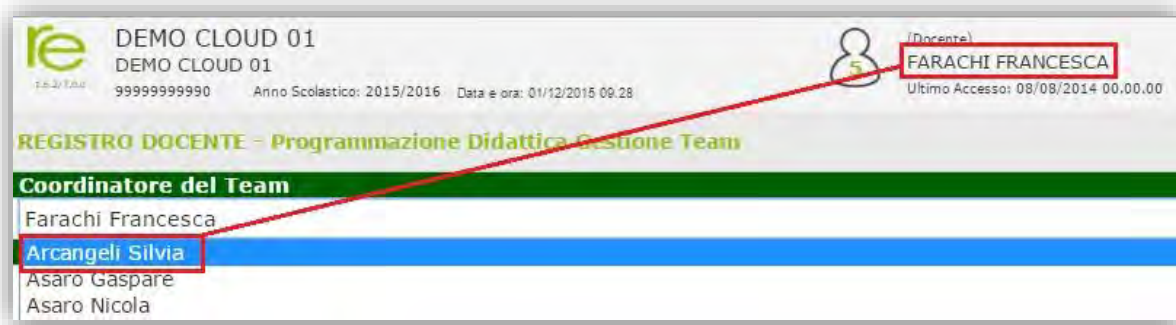 re
DEMO CLOUD 01
DEMO CLOUD 01
99999999990 Anno Scolastico: 2015/2016 Data e ora: 01/12/2015 09.28
5
(Docente)
FARACHI FRANCESCA
Ultimo Accesso: 08/08/2014 00.00.00
REGISTRO DOCENTE - Programmazione Didattica Gestione Team
Coordinatore del Team
Farachi Francesca
Arcangeli Silvia
Asaro Gaspare
Asaro Nicola